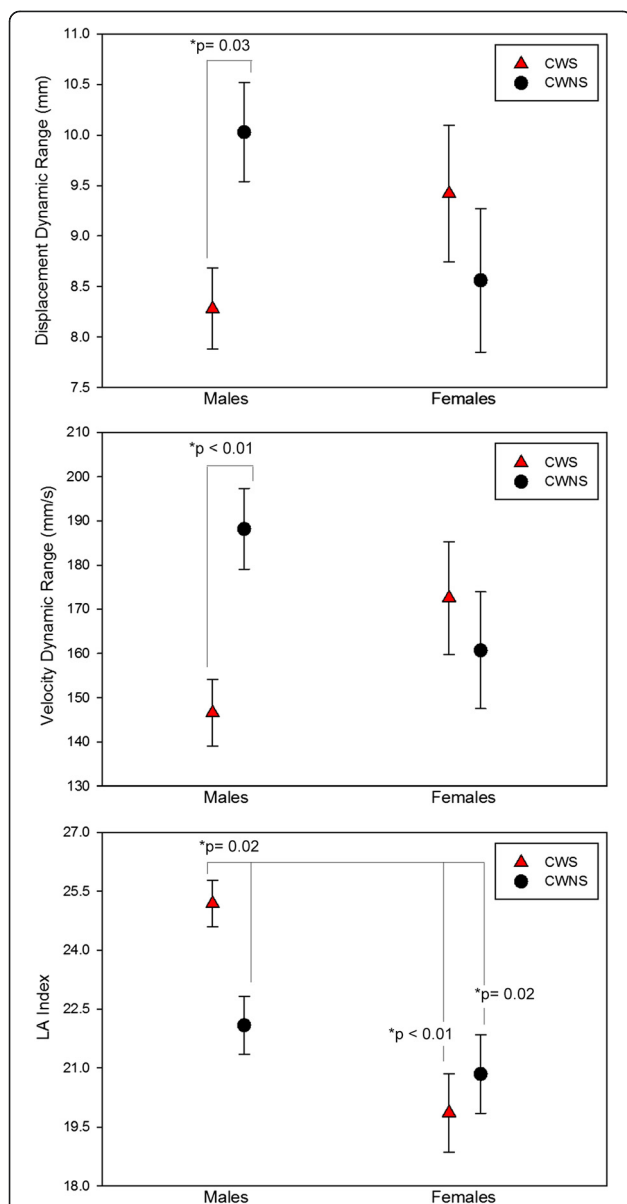 11.0
*p= 0.03
CWS
CWNS
10.5
10.0
9.5
9.0
8.5
8.0
7.5
Displacement Dynamic Range (mm)
Males
Females
210
*p < 0.01
CWS
CWNS
200
190
180
170
160
150
140
130
Velocity Dynamic Range (mm/s)
Males
Females
27.0
*p= 0.02
CWS
CWNS
25.5
24.0
22.5
*p= 0.02
*p < 0.01
21.0
19.5
18.0
LA Index
Males
Females